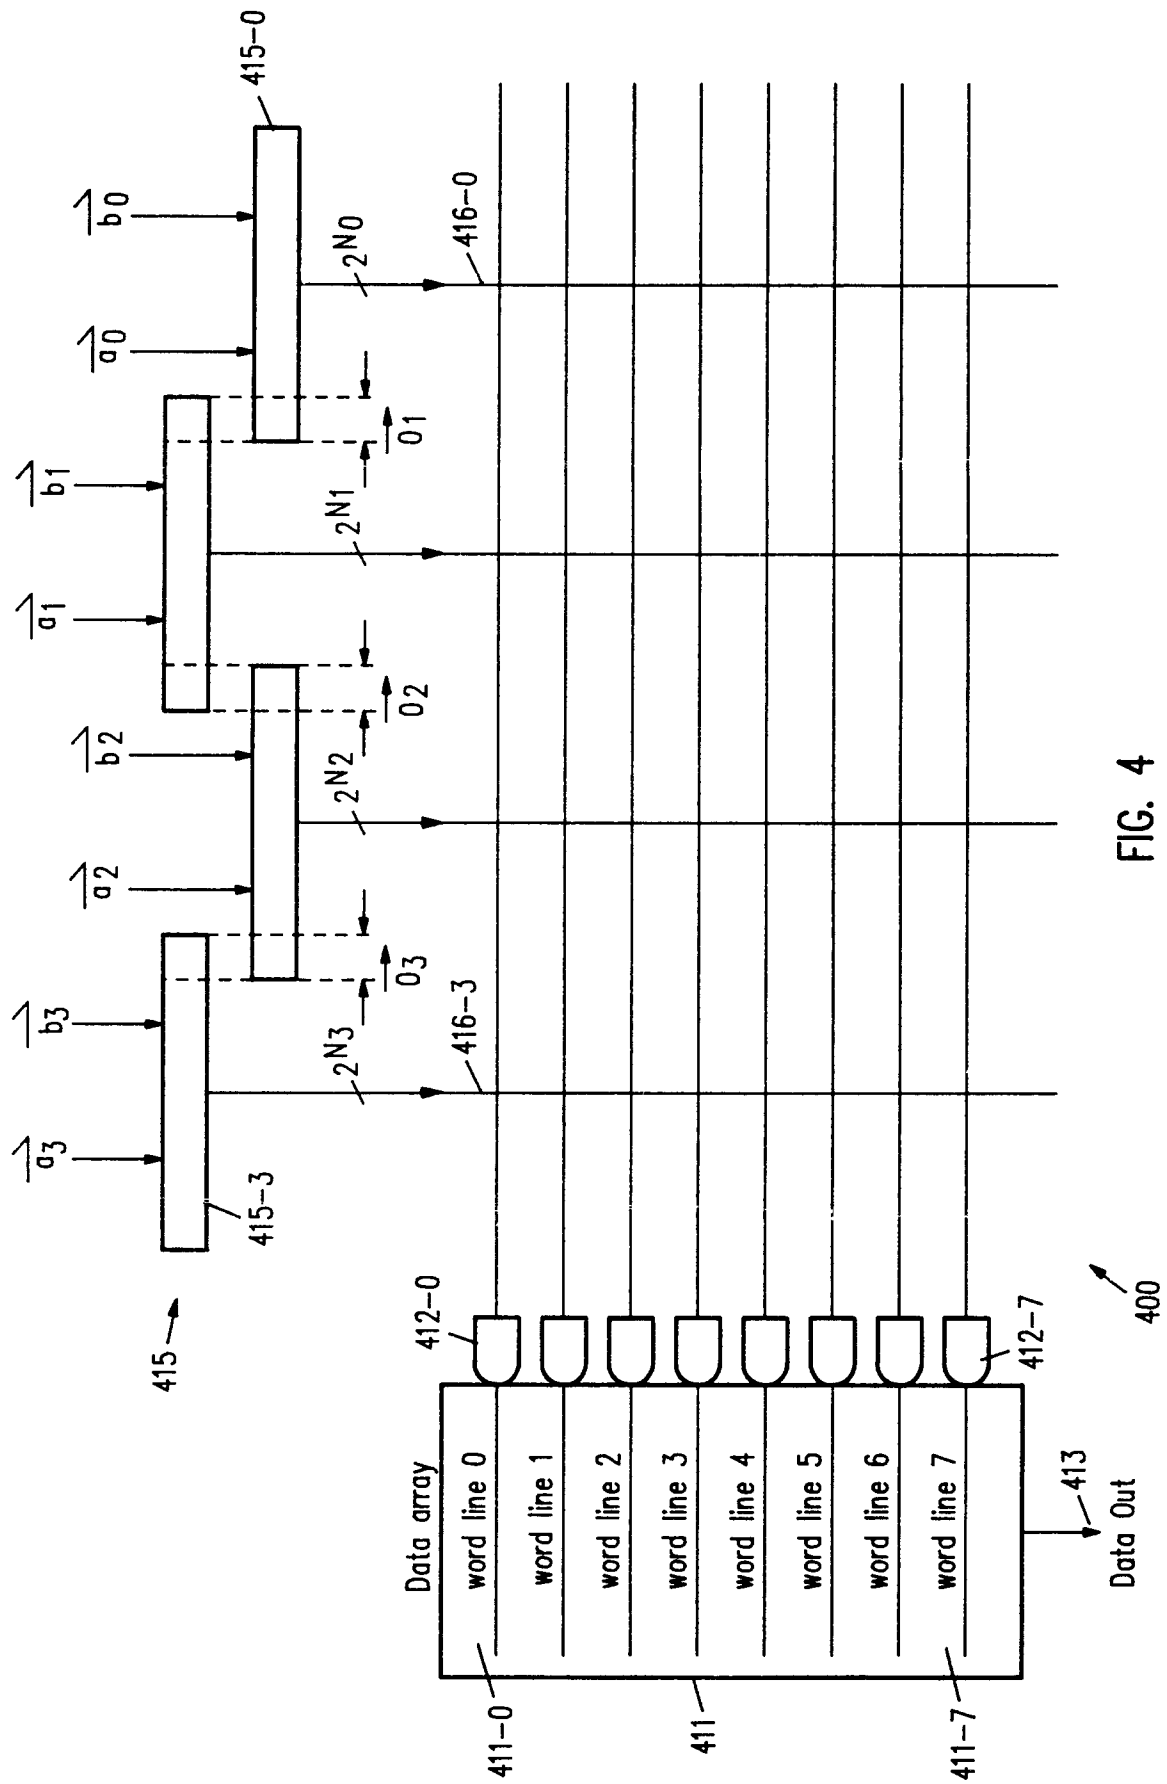 415
a3
b3
a2
b2
a1
b1
a0
b0
415-3
415-0
2N3
O3
2N2
O2
2N1
O1
2N0
416-3
416-0
412-0
412-7
Data array
word line 0
word line 1
word line 2
word line 3
word line 4
word line 5
word line 6
word line 7
411-0
411
411-7
413
Data Out
400
FIG. 4